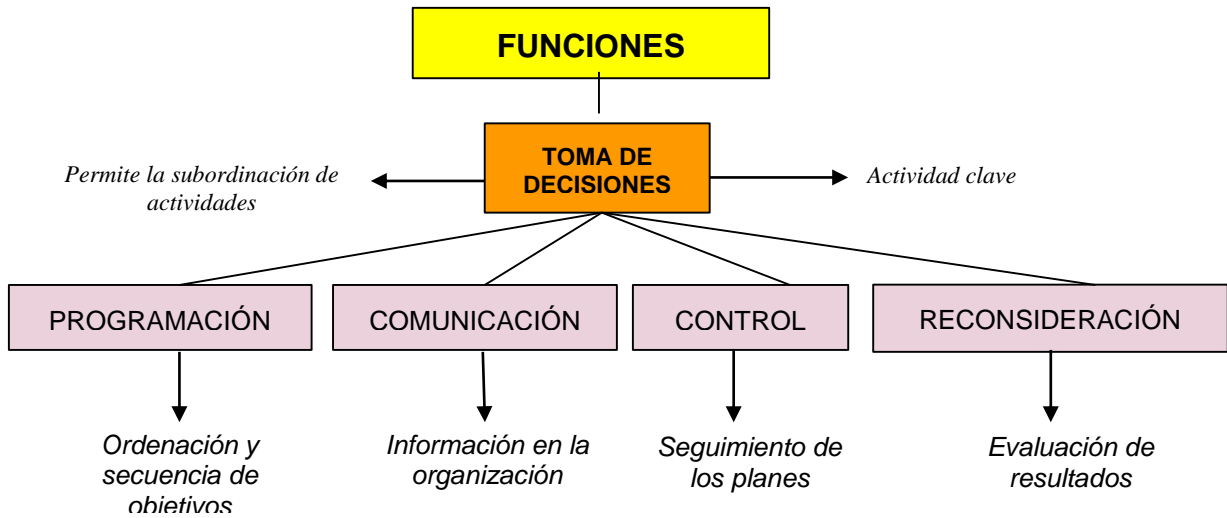 FUNCIONES
TOMA DE
DECISIONES
Permite la subordinación de
actividades
Actividad clave
PROGRAMACIÓN
COMUNICACIÓN
CONTROL
RECONSIDERACIÓN
Ordenación y
secuencia de
objetivos
Información en la
organización
Seguimiento de
los planes
Evaluación de
resultados